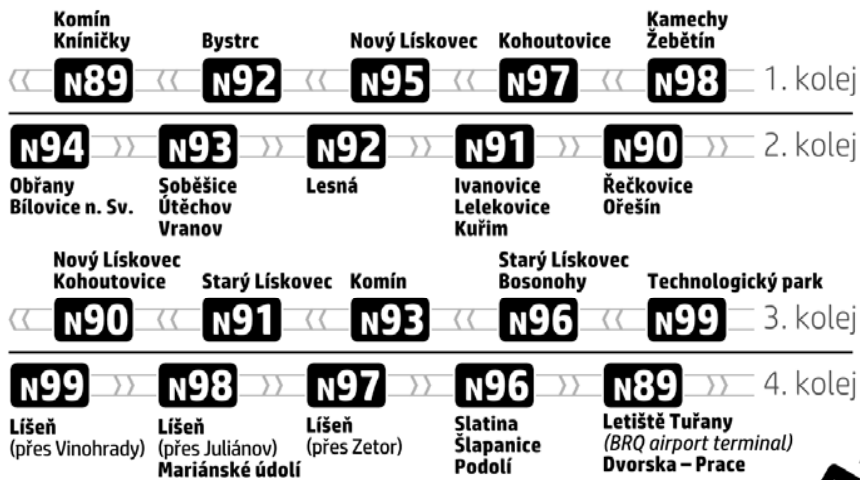 Komín
Kníničky
Bystrc
Nový Lískovec
Kohoutovice
Kamechy
Žebětín
N89 N92 N95 N97 N98 1. kolej
N94 N93 N92 N91 N90 2. kolej
Obřany
Bílovice n. Sv.
Soběšice
Útěchov
Vranov
Lesná
Ivanovice
Lelekovice
Kuřim
Řečkovice
Ořešín
Nový Lískovec
Kohoutovice
Starý Lískovec
Komín
Starý Lískovec
Bosonohy
Technologický park
N90 N91 N93 N96 N99 3. kolej
N99 N98 N97 N96 N89 4. kolej
Líšeň
(přes Vinohrady)
Líšeň
(přes Juliánov)
Mariánské údolí
Líšeň
(přes Zetor)
Slatina
Šlapanice
Podolí
Letiště Tuřany
(BRQ airport terminal)
Dvorska – Prace